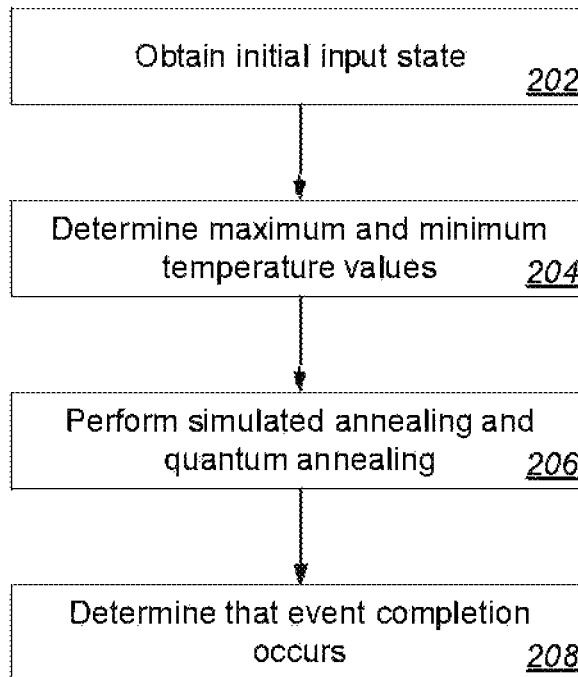 Obtain initial input state
202
Determine maximum and minimum
temperature values
204
Perform simulated annealing and
quantum annealing
206
Determine that event completion
occurs
208